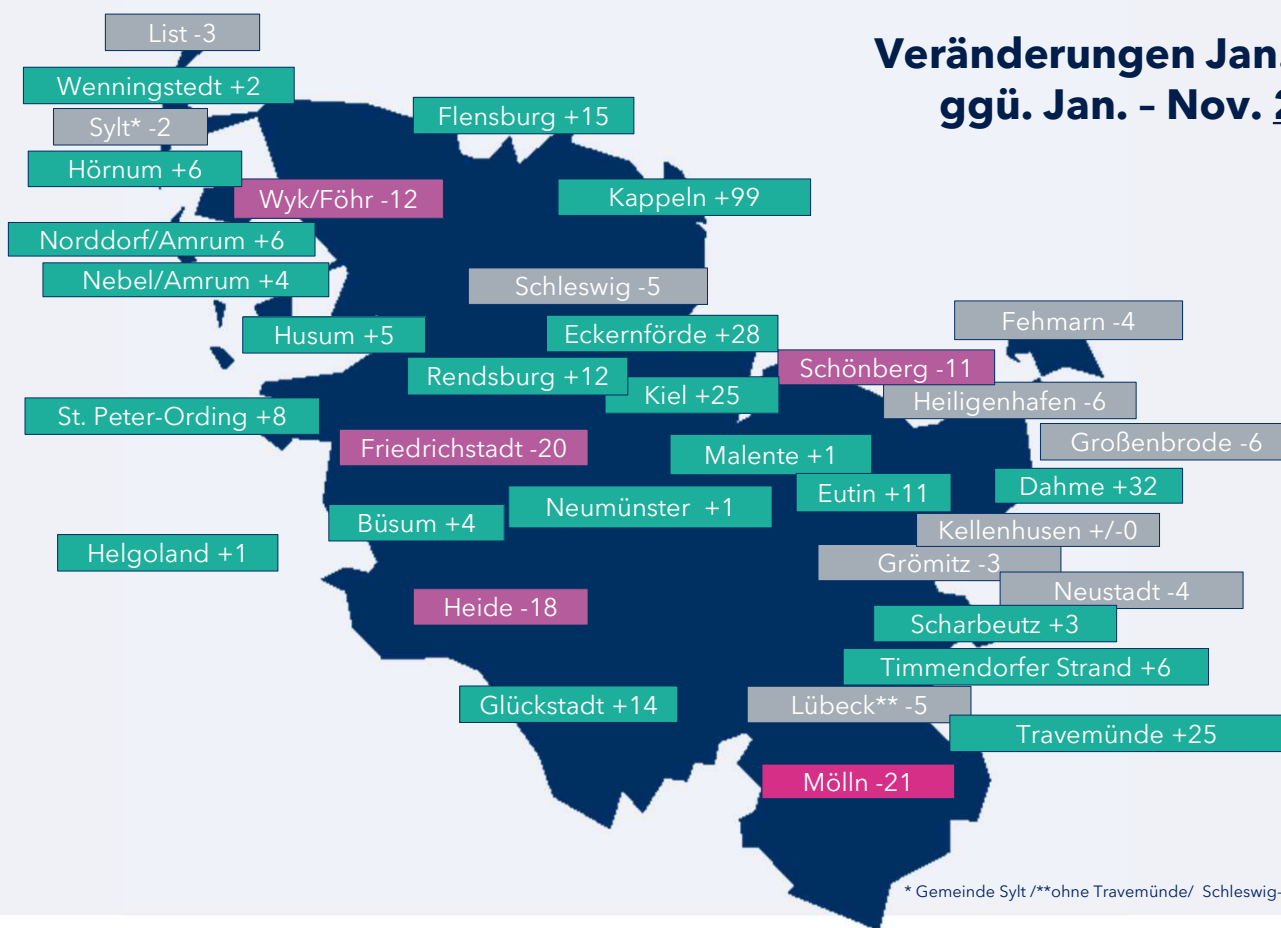 Veränderungen Jan.
ggü. Jan. – Nov.
List -3
Wenningstedt +2
Sylt* -2
Hörnum +6
Flensburg +15
Wyk/Föhr -12
Kappeln +99
Norddorf/Amrum +6
Nebel/Amrum +4
Schleswig -5
Husum +5
Eckernförde +28
Fehmarn -4
Rendsburg +12
Schönberg -11
Kiel +25
Heiligenhafen -6
St. Peter-Ording +8
Friedrichstadt -20
Malente +1
Großenbrode -6
Eutin +11
Dahme +32
Neumünster +1
Büsum +4
Kellenhusen +/-0
Helgoland +1
Grömitz -3
Neustadt -4
Heide -18
Scharbeutz +3
Timmendorfer Strand +6
Glückstadt +14
Lübeck** -5
Travemünde +25
Mölln -21
* Gemeinde Sylt /**ohne Travemünde/ Schleswig-